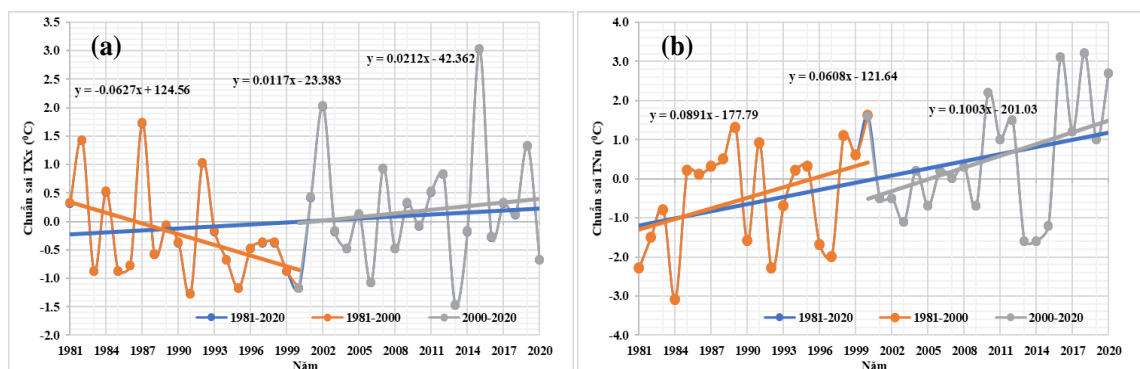 (a)
Chuẩn sai TXx (⁰C)
3.5
3.0
2.5
2.0
1.5
1.0
0.5
0.0
-0.5
-1.0
-1.5
-2.0
y = -0.0627x + 124.56
y = 0.0117x - 23.383
y = 0.0212x - 42.362
1981-2020
1981-2000
2000-2020
1981 1984 1987 1990 1993 1996 1999 2002 2005 2008 2011 2014 2017 2020
Năm
(b)
Chuẩn sai TNn (⁰C)
4.0
3.0
2.0
1.0
0.0
-1.0
-2.0
-3.0
-4.0
y = 0.0891x - 177.79
y = 0.0608x - 121.64
y = 0.1003x - 201.03
1981-2020
1981-2000
2000-2020
1981 1984 1987 1990 1993 1996 1999 2002 2005 2008 2011 2014 2017 2020
Năm